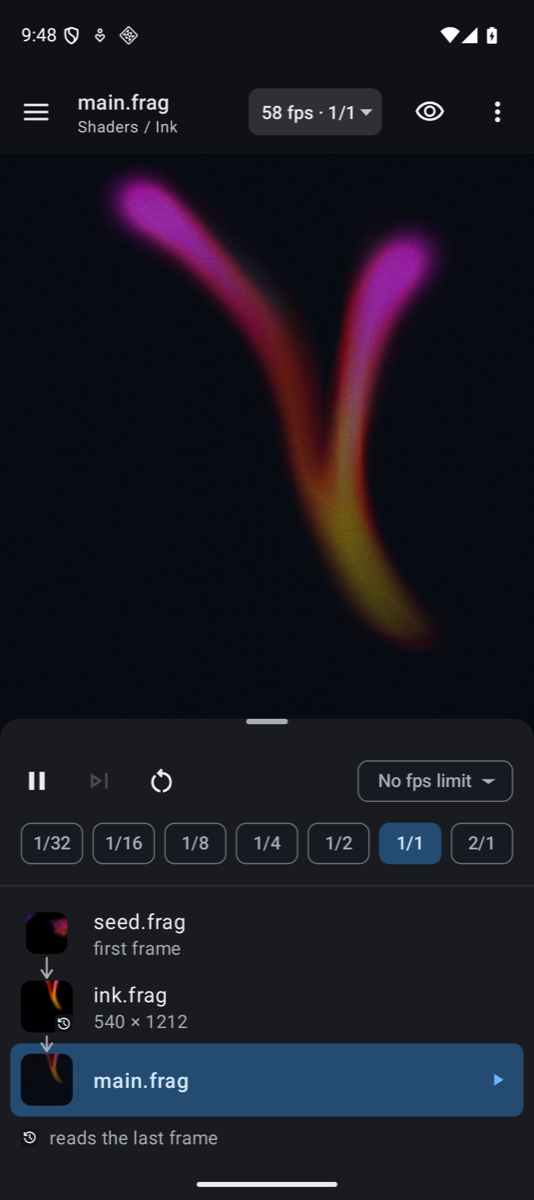 9:48
main.frag
Shaders / Ink
58 fps · 1/1
No fps limit
1/32
1/16
1/8
1/4
1/2
1/1
2/1
seed.frag
first frame
ink.frag
540 × 1212
main.frag
reads the last frame